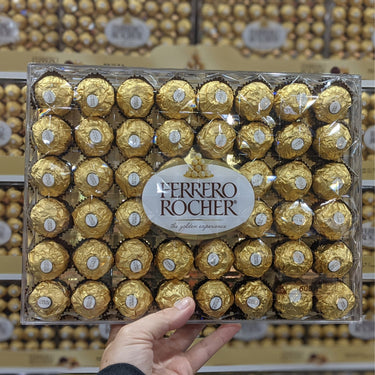 FERRERO
ROCHER
the golden experience